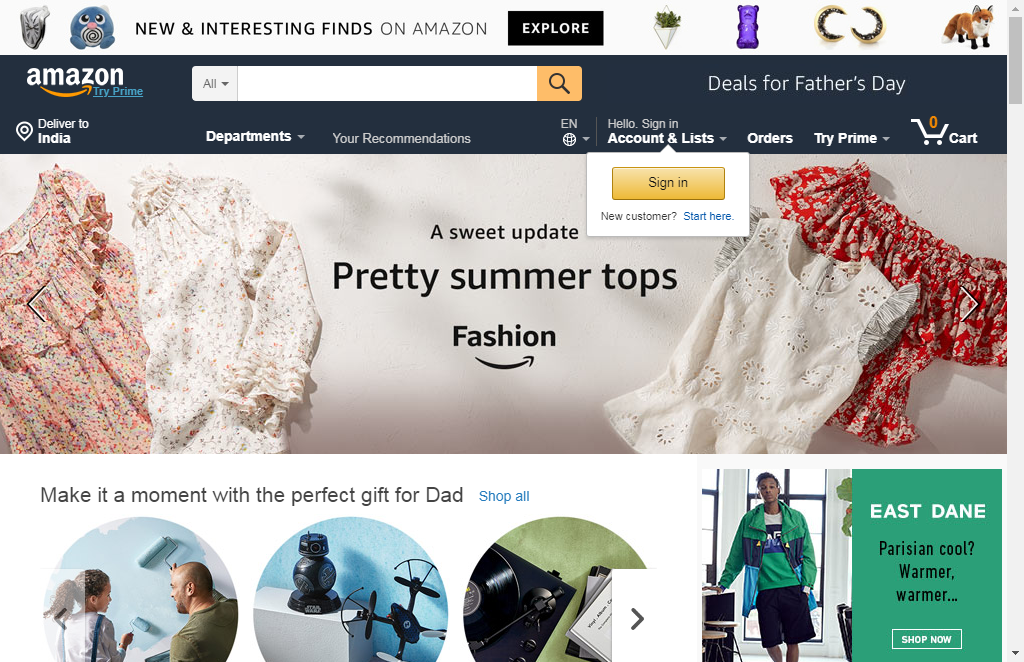 NEW & INTERESTING FINDS ON AMAZON EXPLORE
amazon
Try Prime
All
Deals for Father's Day
Deliver to
India
Departments
Your Recommendations
EN
Hello. Sign in
Account & Lists
Orders
Try Prime
0
Cart
Sign in
New customer? Start here.
A sweet update
Pretty summer tops
Fashion
Make it a moment with the perfect gift for Dad Shop all
EAST DANE
Parisian cool?
Warmer,
warmer...
SHOP NOW
STAR WARS